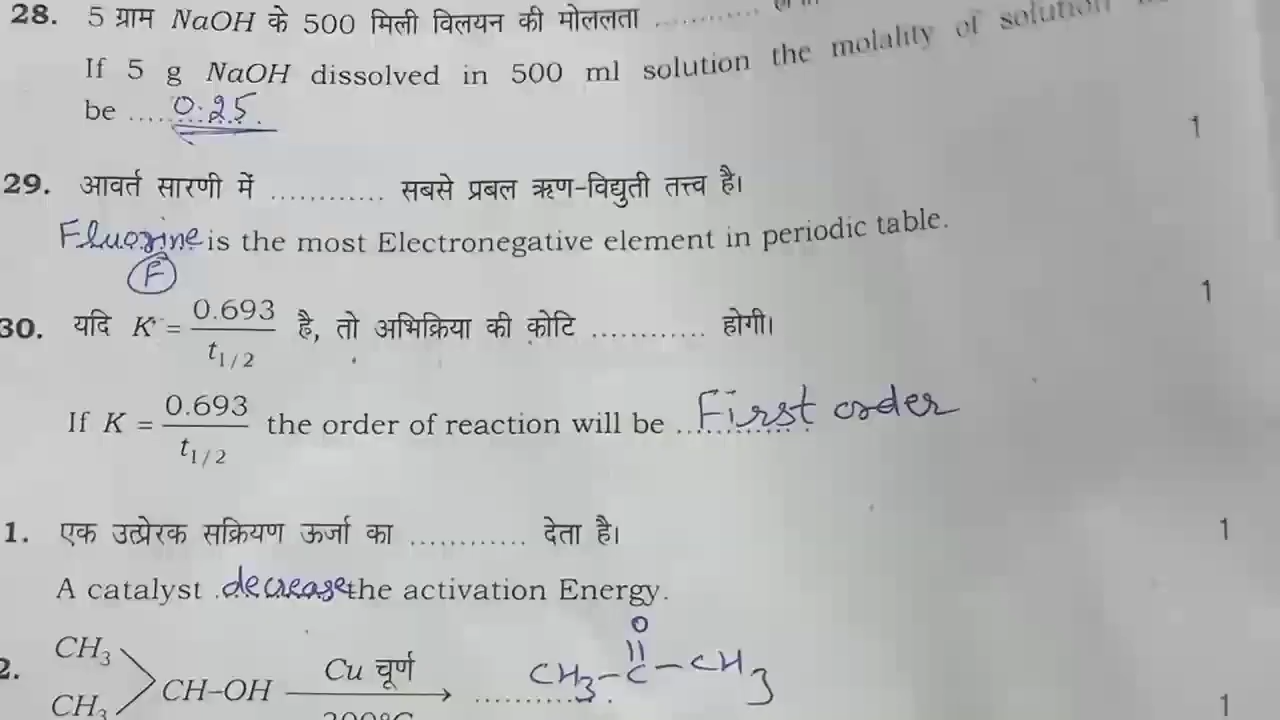 28. 5 ग्राम NaOH के 500 मिली विलयन की मोललता ............
If 5 g NaOH dissolved in 500 ml solution the molality of solution
be .... 0.25
1
29. आवर्त सारणी में ............ सबसे प्रबल ऋण-विद्युती तत्त्व है।
Fluorine is the most Electronegative element in periodic table.
F
1
30. यदि K = 0.693 / t1/2 है, तो अभिक्रिया की कोटि ............ होगी।
If K = 0.693 / t1/2 the order of reaction will be First order
1. एक उत्प्रेरक सक्रियण ऊर्जा का ............ देता है। 1
A catalyst decrease the activation Energy.
O
CH3
2. CH-OH Cu चूर्ण → CH3-C-CH3
CH3
1